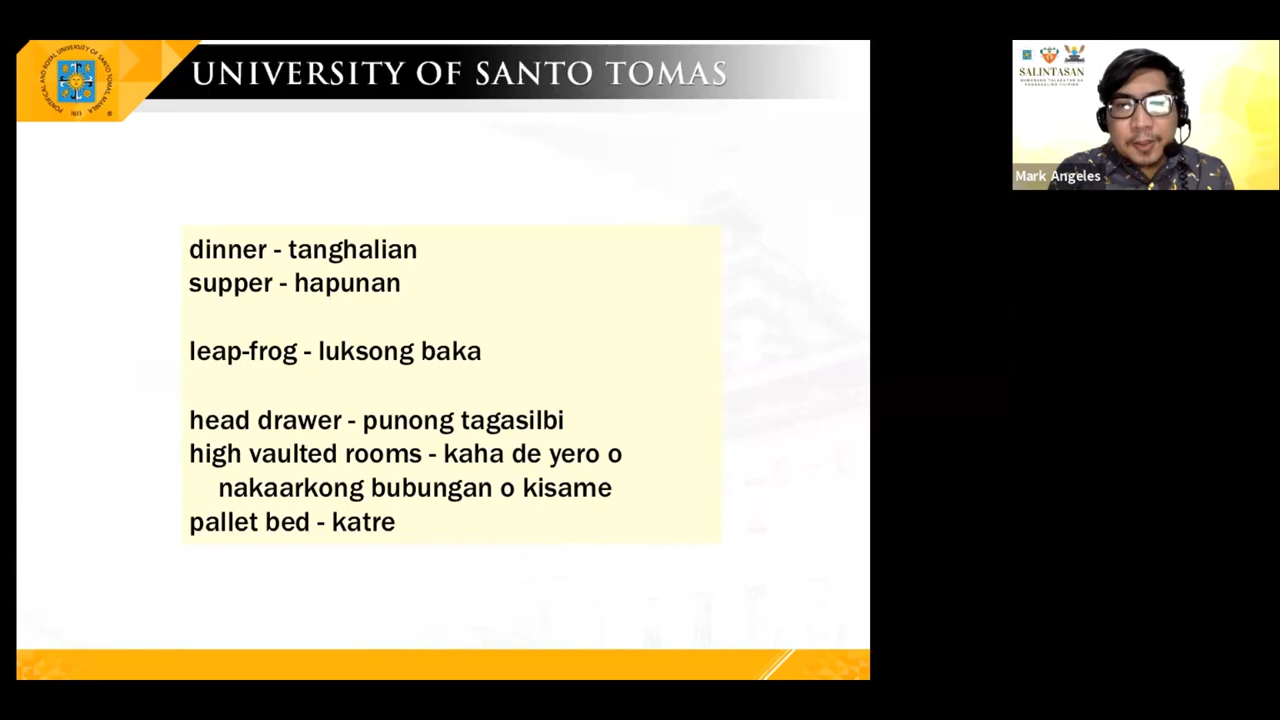 UNIVERSITY OF SANTO TOMAS
dinner - tanghalian
supper - hapunan
leap-frog - luksong baka
head drawer - punong tagasilbi
high vaulted rooms - kaha de yero o
nakaarkong bubungan o kisame
pallet bed - katre
SALINTASAN
Mark Angeles